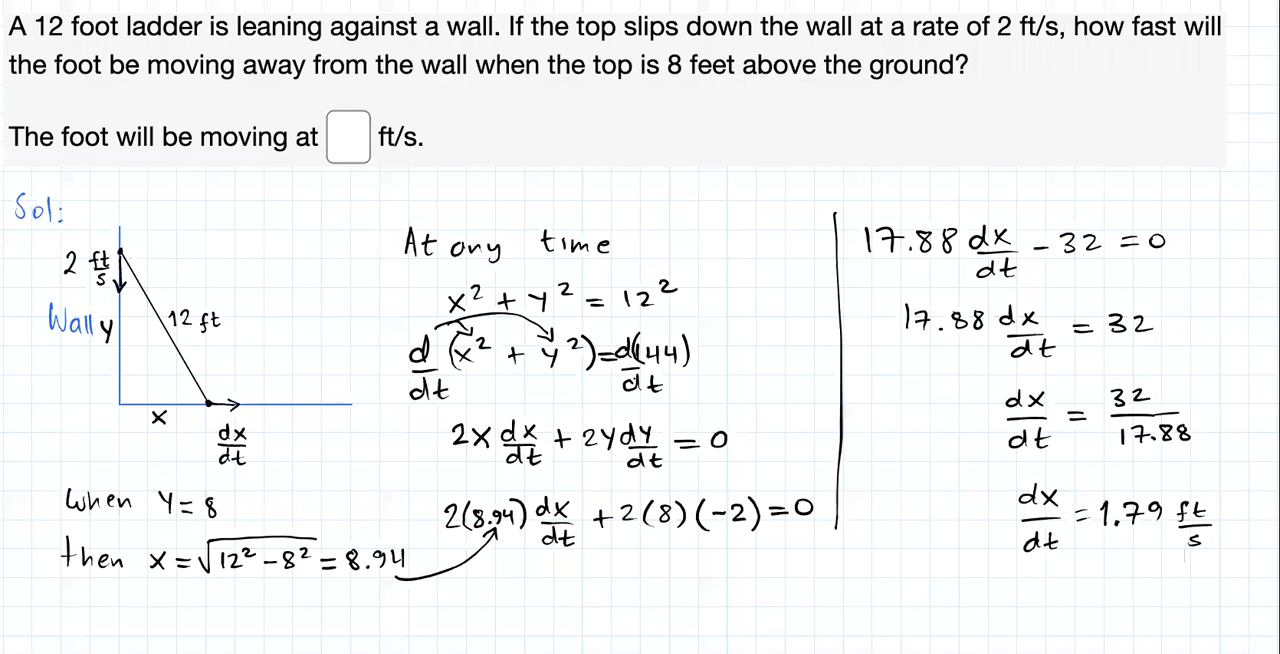 A 12 foot ladder is leaning against a wall. If the top slips down the wall at a rate of 2 ft/s, how fast will
the foot be moving away from the wall when the top is 8 feet above the ground?
The foot will be moving at ft/s.
Sol:
2 ft/s
Wall y
12 ft
x
dx/dt
When y = 8
then x = √(12² - 8²) = 8.94
At any time
x² + y² = 12²
d/dt (x² + y²) = d(144)/dt
2x dx/dt + 2y dy/dt = 0
2(8.94) dx/dt + 2(8)(-2) = 0
17.88 dx/dt - 32 = 0
17.88 dx/dt = 32
dx/dt = 32/17.88
dx/dt = 1.79 ft/s